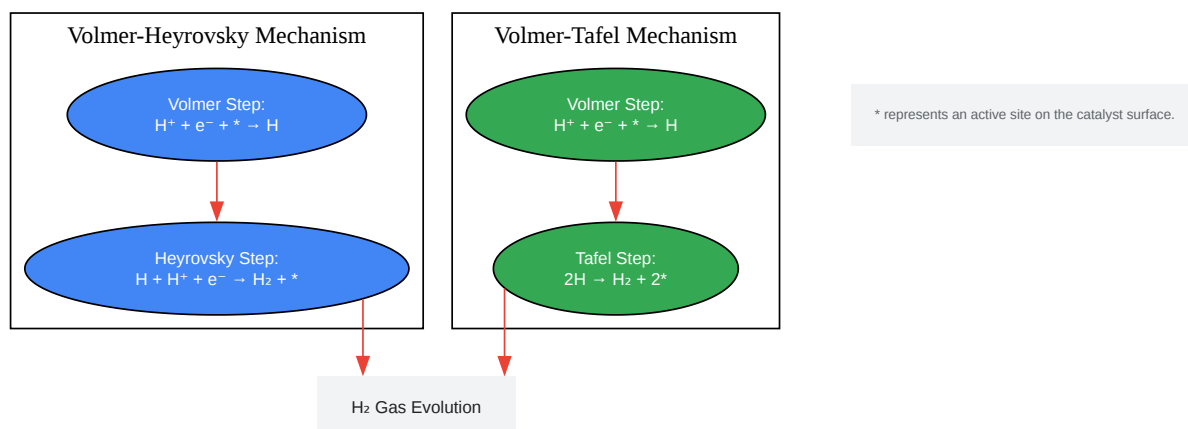 Volmer-Heyrovsky Mechanism
Volmer Step:
H⁺ + e⁻ + * → H
Heyrovsky Step:
H + H⁺ + e⁻ → H₂ + *
Volmer-Tafel Mechanism
Volmer Step:
H⁺ + e⁻ + * → H
Tafel Step:
2H → H₂ + 2*
* represents an active site on the catalyst surface.
H₂ Gas Evolution